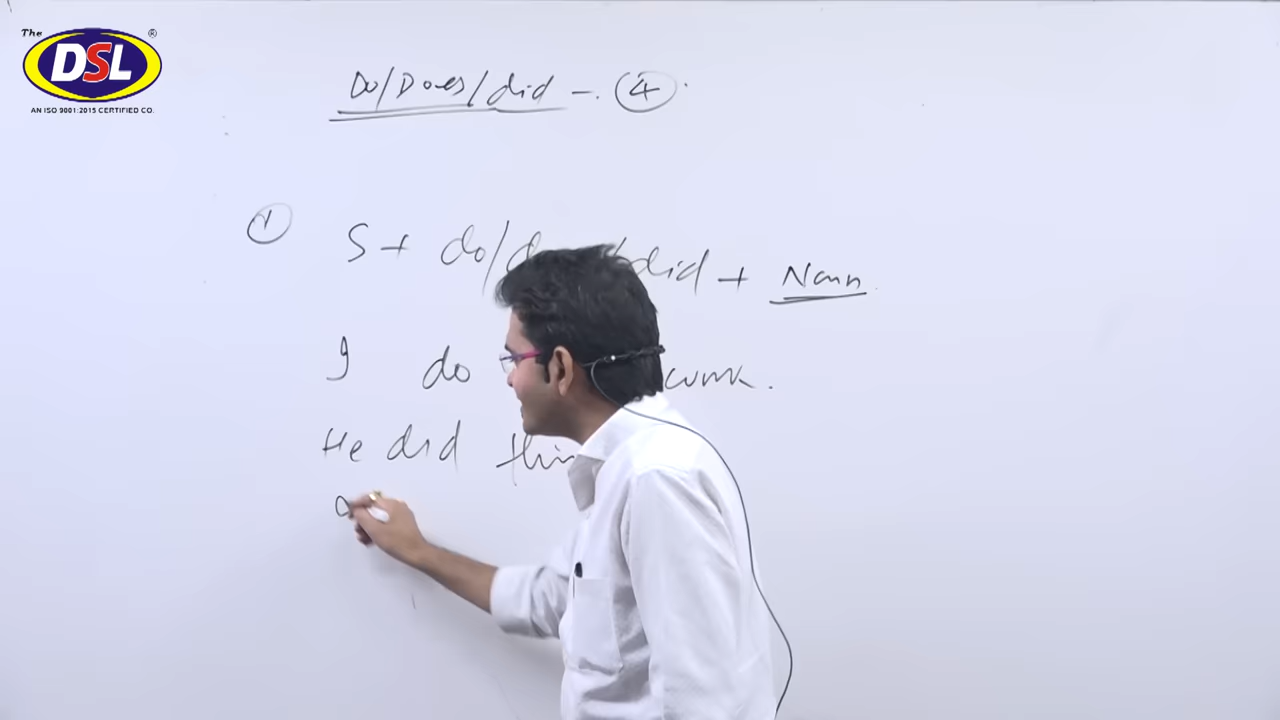 The DSL ®
AN ISO 9001:2015 CERTIFIED CO.
Do/Does/did - . ④
① S + do/d did + Noun
I do work.
He did thi